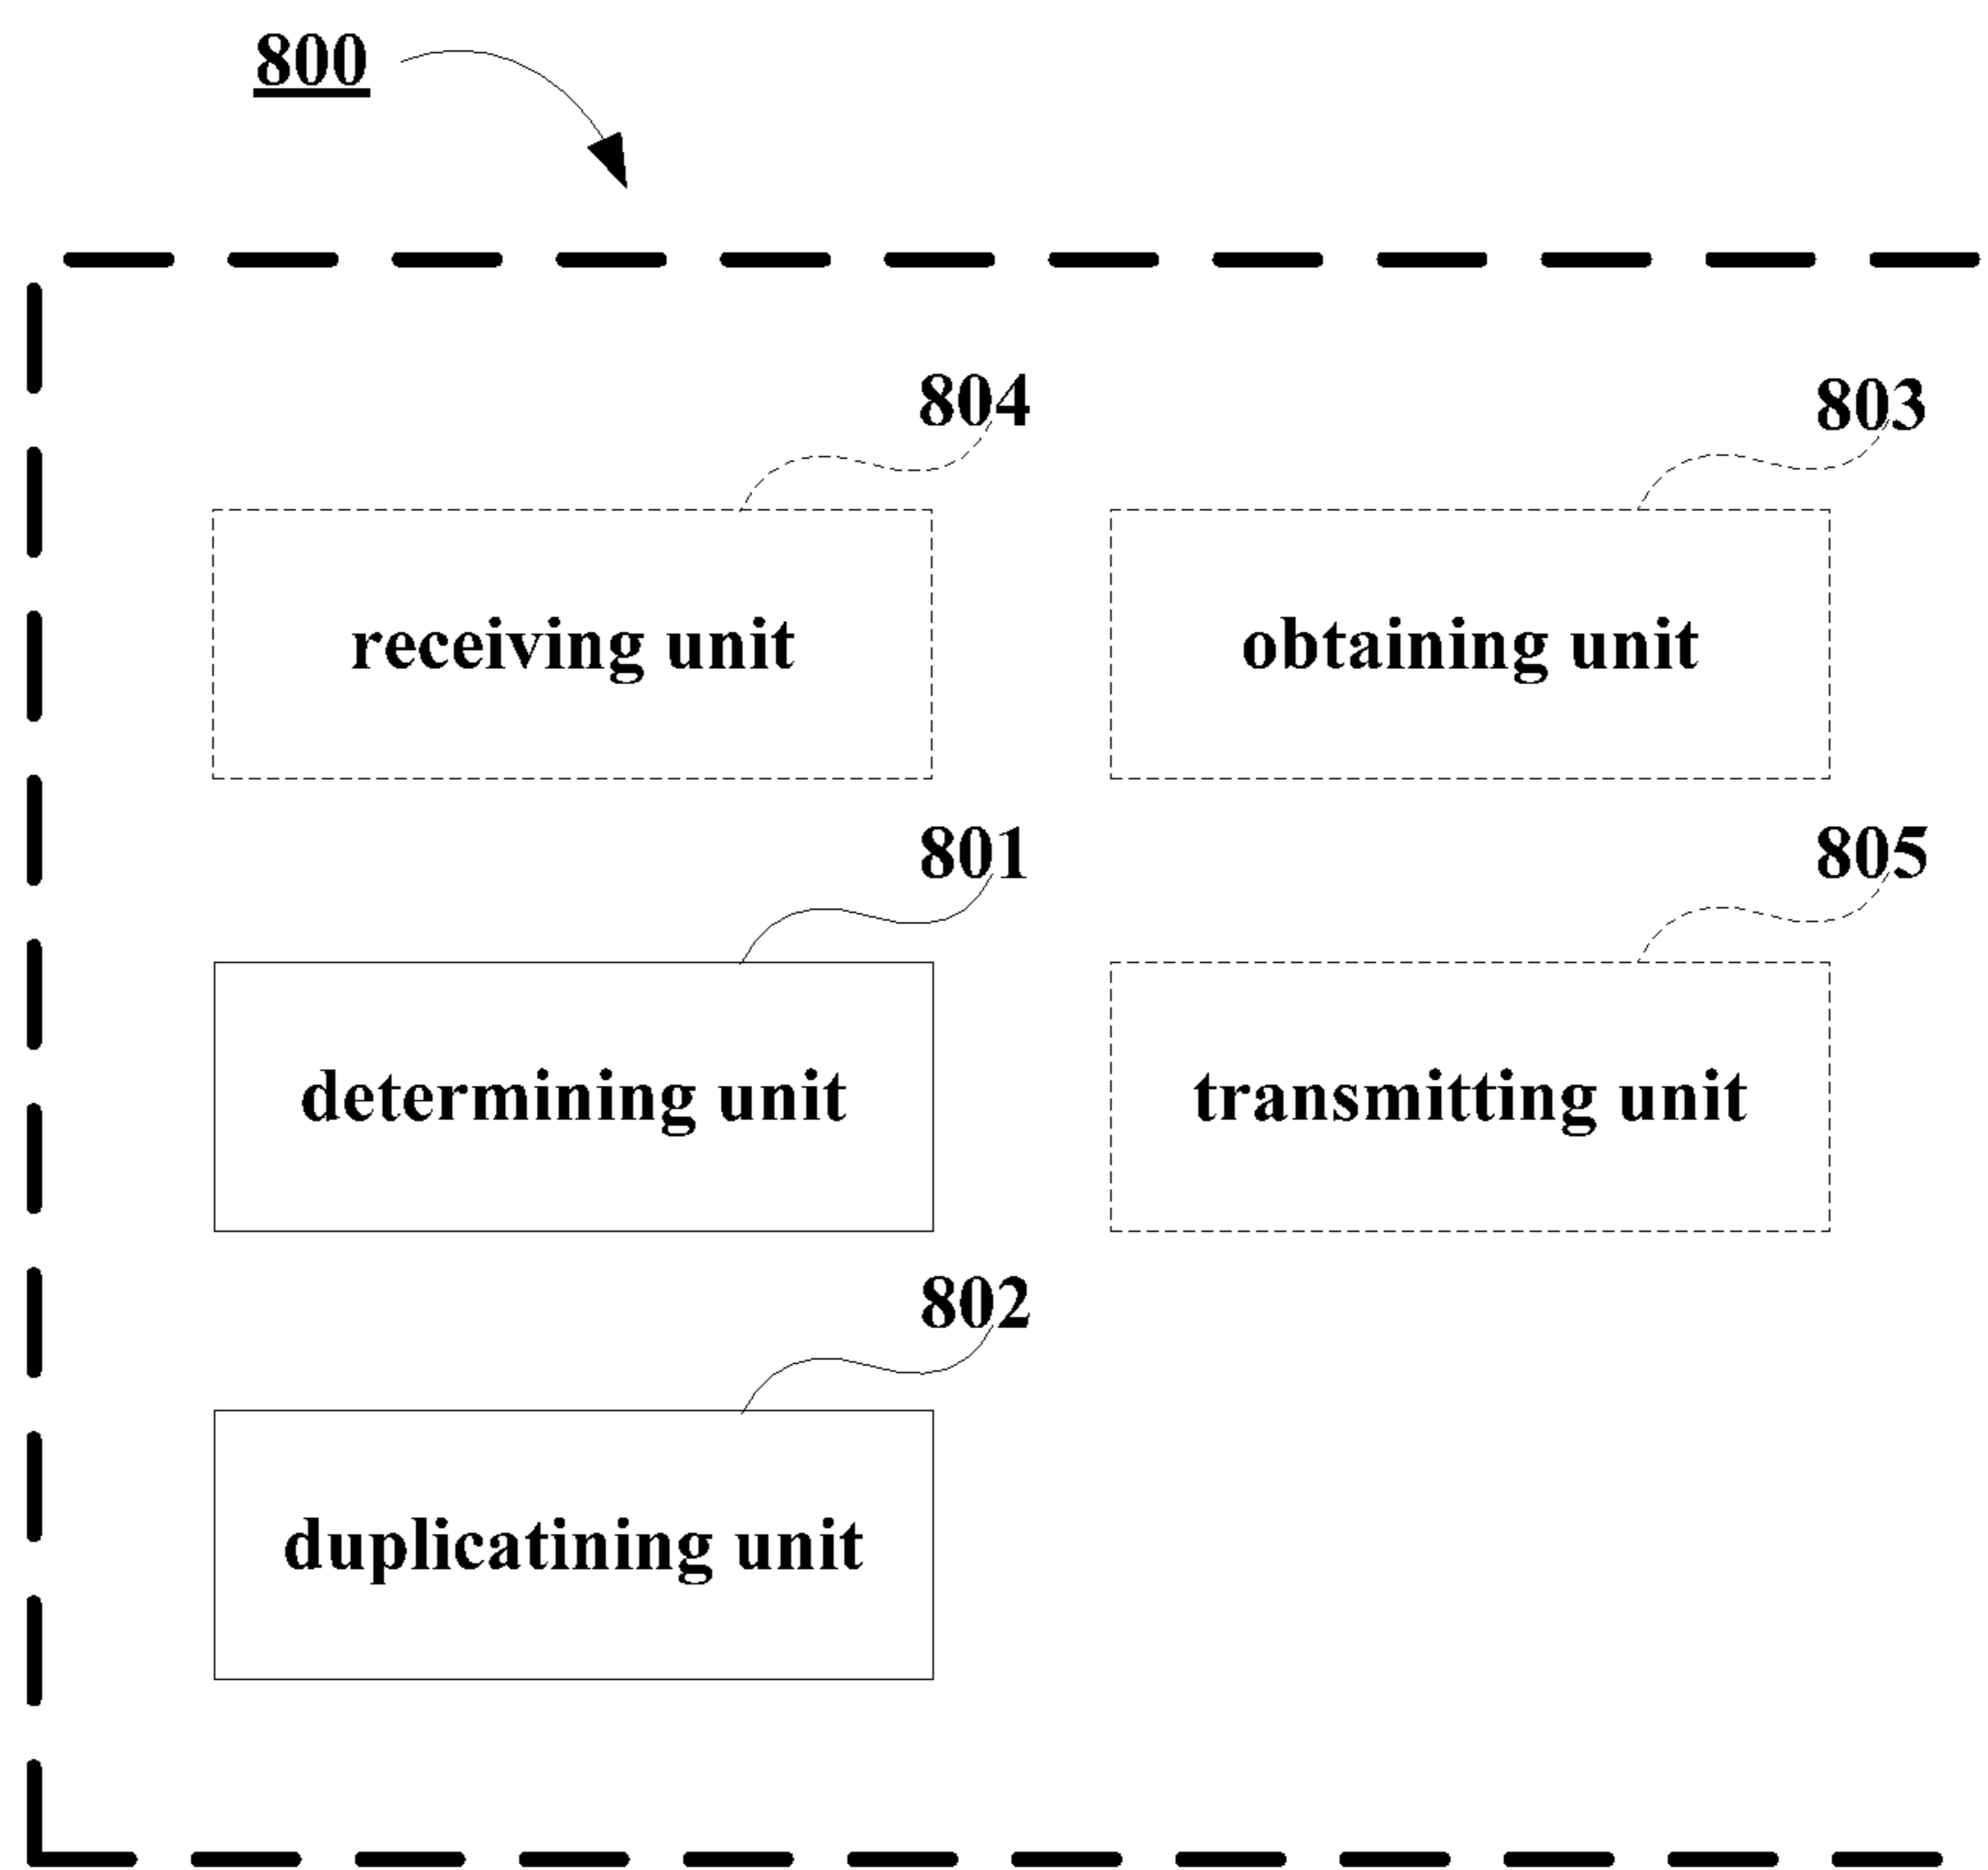 800
804
803
receiving unit
obtaining unit
801
805
determining unit
transmitting unit
802
duplicatining unit